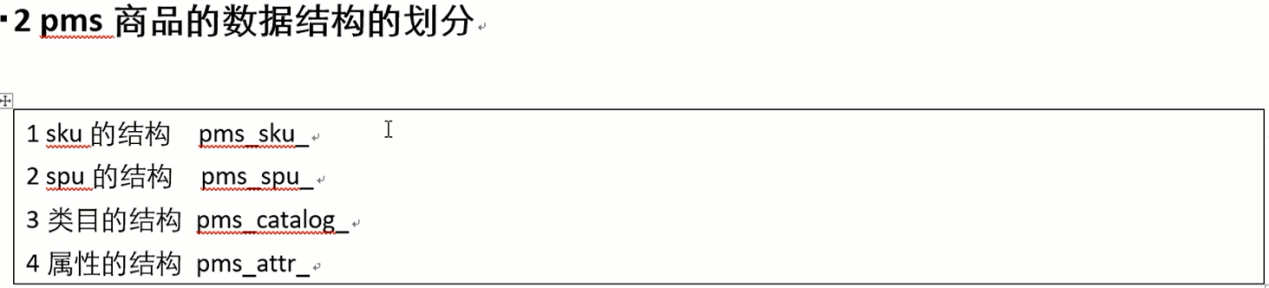 2 pms 商品的数据结构的划分
1 sku 的结构 pms_sku_
2 spu 的结构 pms_spu_
3 类目的结构 pms_catalog_
4 属性的结构 pms_attr_